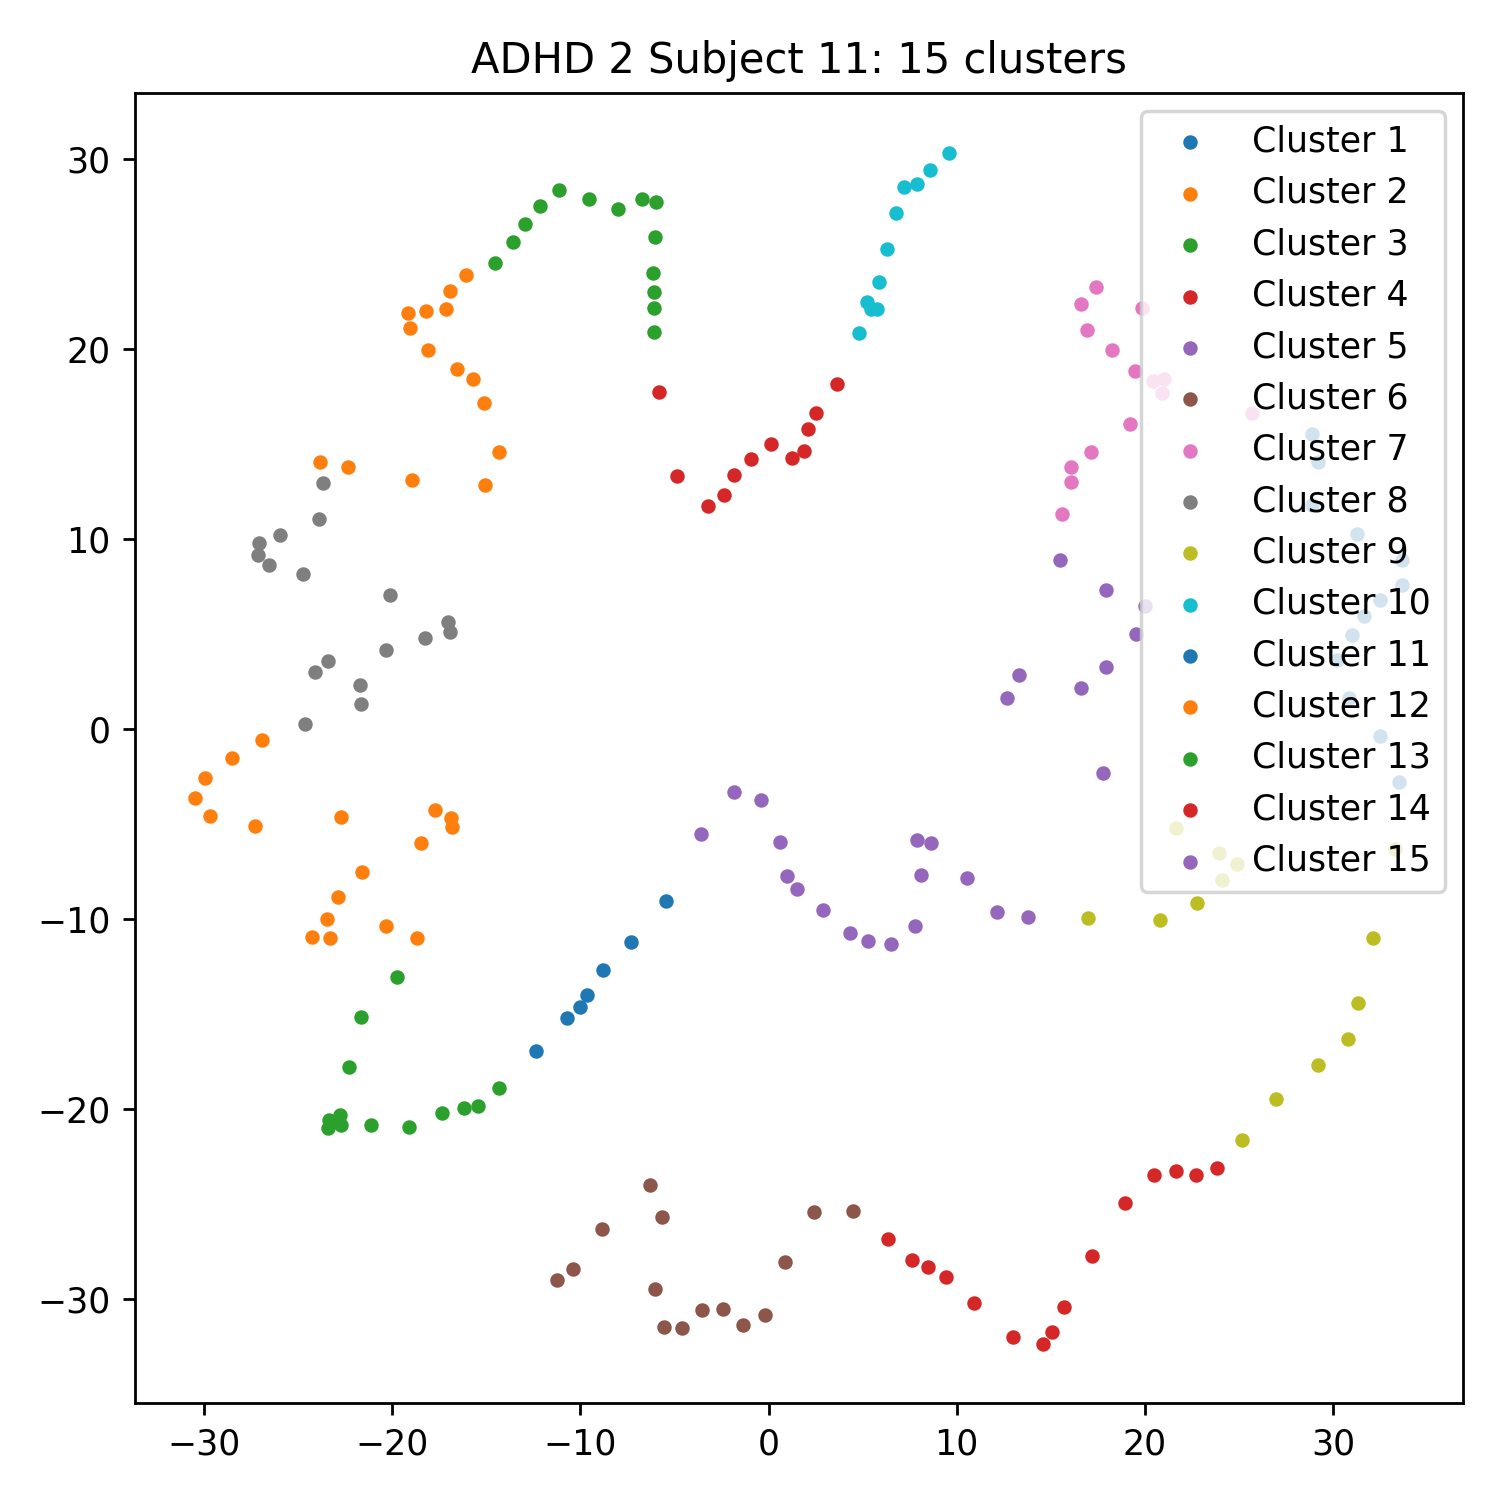 ADHD 2 Subject 11: 15 clusters
Cluster 1
Cluster 2
Cluster 3
Cluster 4
Cluster 5
Cluster 6
Cluster 7
Cluster 8
Cluster 9
Cluster 10
Cluster 11
Cluster 12
Cluster 13
Cluster 14
Cluster 15
30
20
10
0
−10
−20
−30
−30 −20 −10 0 10 20 30